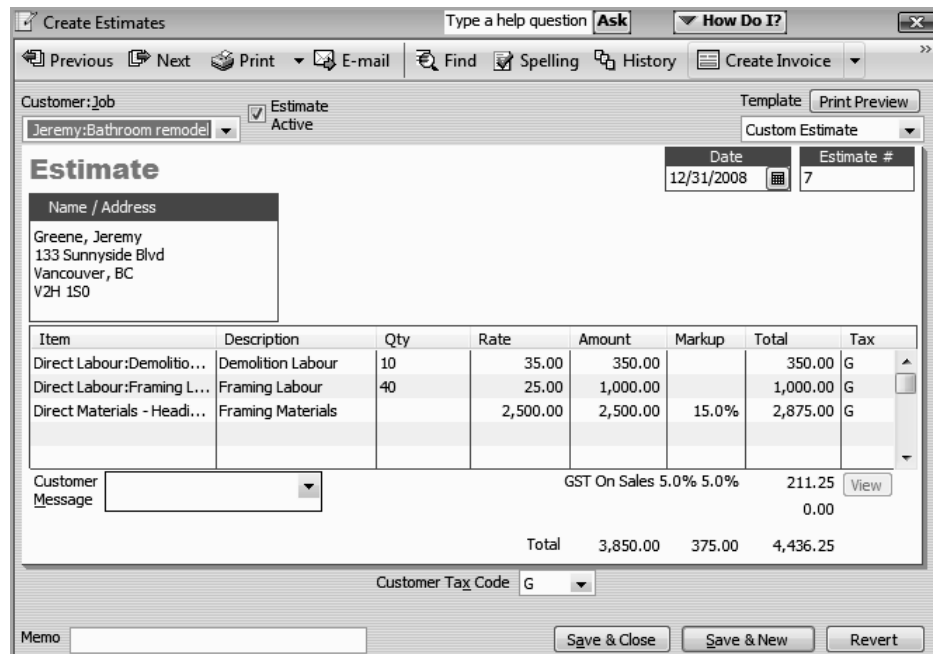 Create Estimates Type a help question Ask How Do I?
Previous Next Print E-mail Find Spelling History Create Invoice
Customer:Job Estimate Active Template Print Preview
Jeremy:Bathroom remodel Custom Estimate
Estimate
Date Estimate #
12/31/2008 7
Name / Address
Greene, Jeremy
133 Sunnyside Blvd
Vancouver, BC
V2H 1S0
Item Description Qty Rate Amount Markup Total Tax
Direct Labour:Demolitio... Demolition Labour 10 35.00 350.00 350.00 G
Direct Labour:Framing L... Framing Labour 40 25.00 1,000.00 1,000.00 G
Direct Materials - Headi... Framing Materials 2,500.00 2,500.00 15.0% 2,875.00 G
Customer Message GST On Sales 5.0% 5.0% 211.25 View
0.00
Total 3,850.00 375.00 4,436.25
Customer Tax Code G
Memo Save & Close Save & New Revert